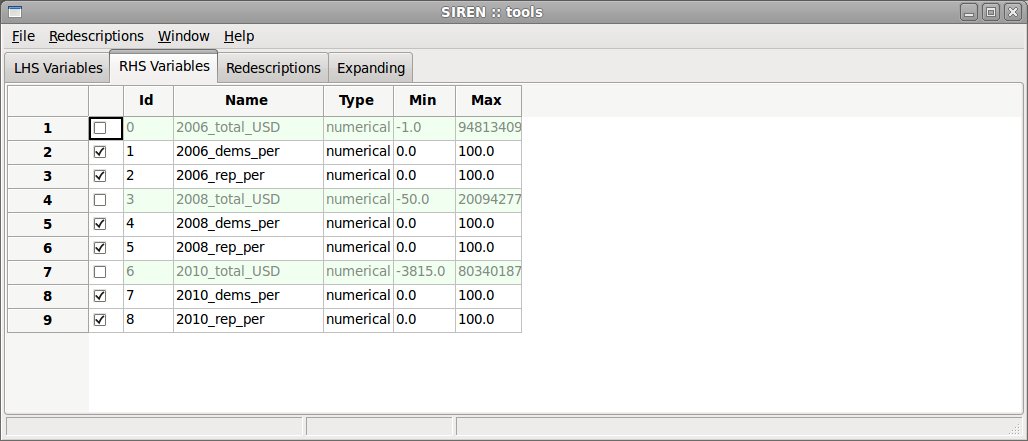 SIREN :: tools
File Redescriptions Window Help
LHS Variables RHS Variables Redescriptions Expanding
Id Name Type Min Max
1 0 2006_total_USD numerical -1.0 94813409
2 1 2006_dems_per numerical 0.0 100.0
3 2 2006_rep_per numerical 0.0 100.0
4 3 2008_total_USD numerical -50.0 20094277
5 4 2008_dems_per numerical 0.0 100.0
6 5 2008_rep_per numerical 0.0 100.0
7 6 2010_total_USD numerical -3815.0 80340187
8 7 2010_dems_per numerical 0.0 100.0
9 8 2010_rep_per numerical 0.0 100.0